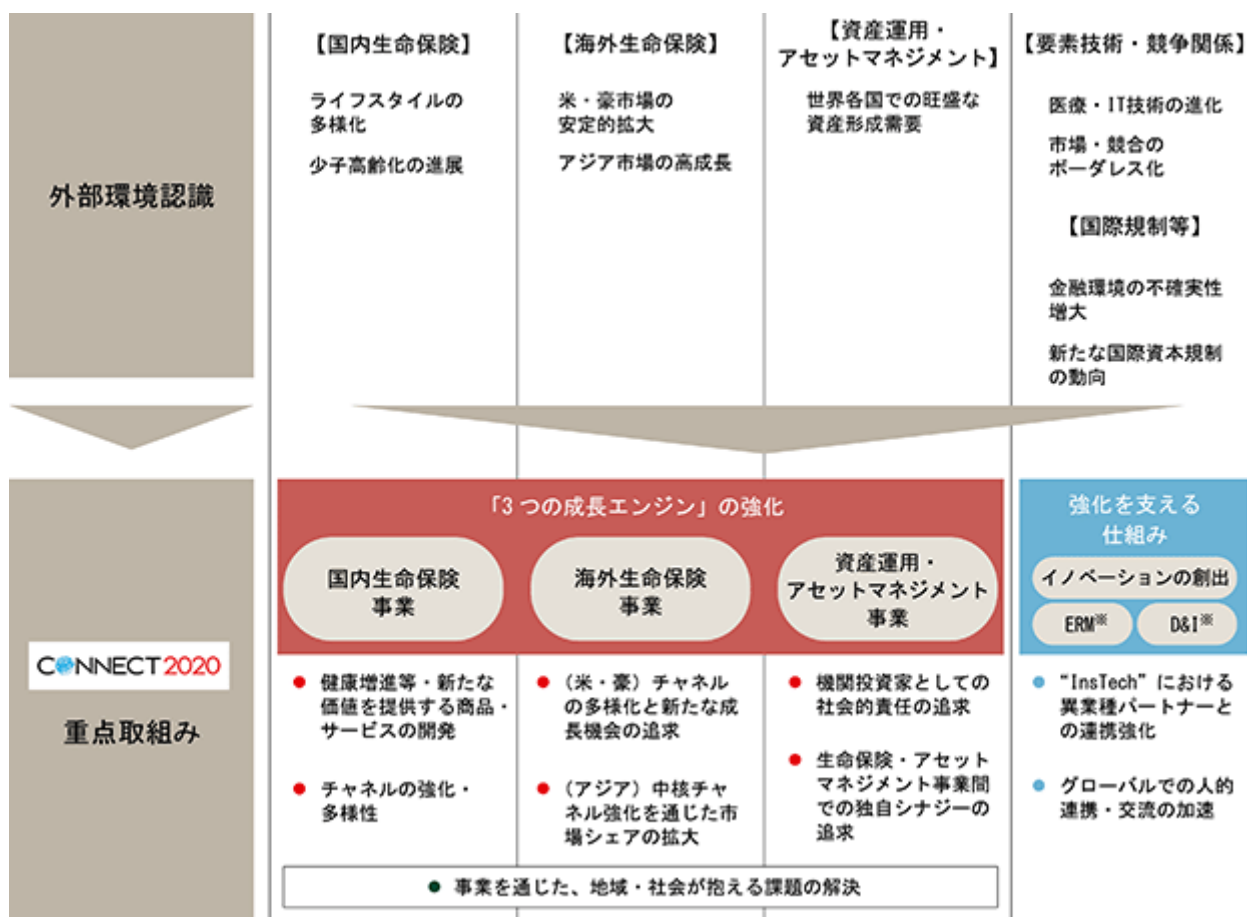 外部環境認識
【国内生命保険】
ライフスタイルの
多様化
少子高齢化の進展
【海外生命保険】
米・豪市場の
安定的拡大
アジア市場の高成長
【資産運用・
アセットマネジメント】
世界各国での旺盛な
資産形成需要
【要素技術・競争関係】
医療・IT技術の進化
市場・競合の
ボーダレス化
【国際規制等】
金融環境の不確実性
増大
新たな国際資本規制
の動向
CONNECT2020
重点取組み
「3つの成長エンジン」の強化
国内生命保険
事業
海外生命保険
事業
資産運用・
アセットマネジメント
事業
強化を支える
仕組み
イノベーションの創出
ERM※
D&I※
● 健康増進等・新たな
価値を提供する商品・
サービスの開発
● チャネルの強化・
多様性
● （米・豪）チャネル
の多様化と新たな成
長機会の追求
● （アジア）中核チャ
ネル強化を通じた市
場シェアの拡大
● 機関投資家としての
社会的責任の追求
● 生命保険・アセット
マネジメント事業間
での独自シナジーの
追求
● “InsTech”における
異業種パートナーと
の連携強化
● グローバルでの人的
連携・交流の加速
● 事業を通じた、地域・社会が抱える課題の解決